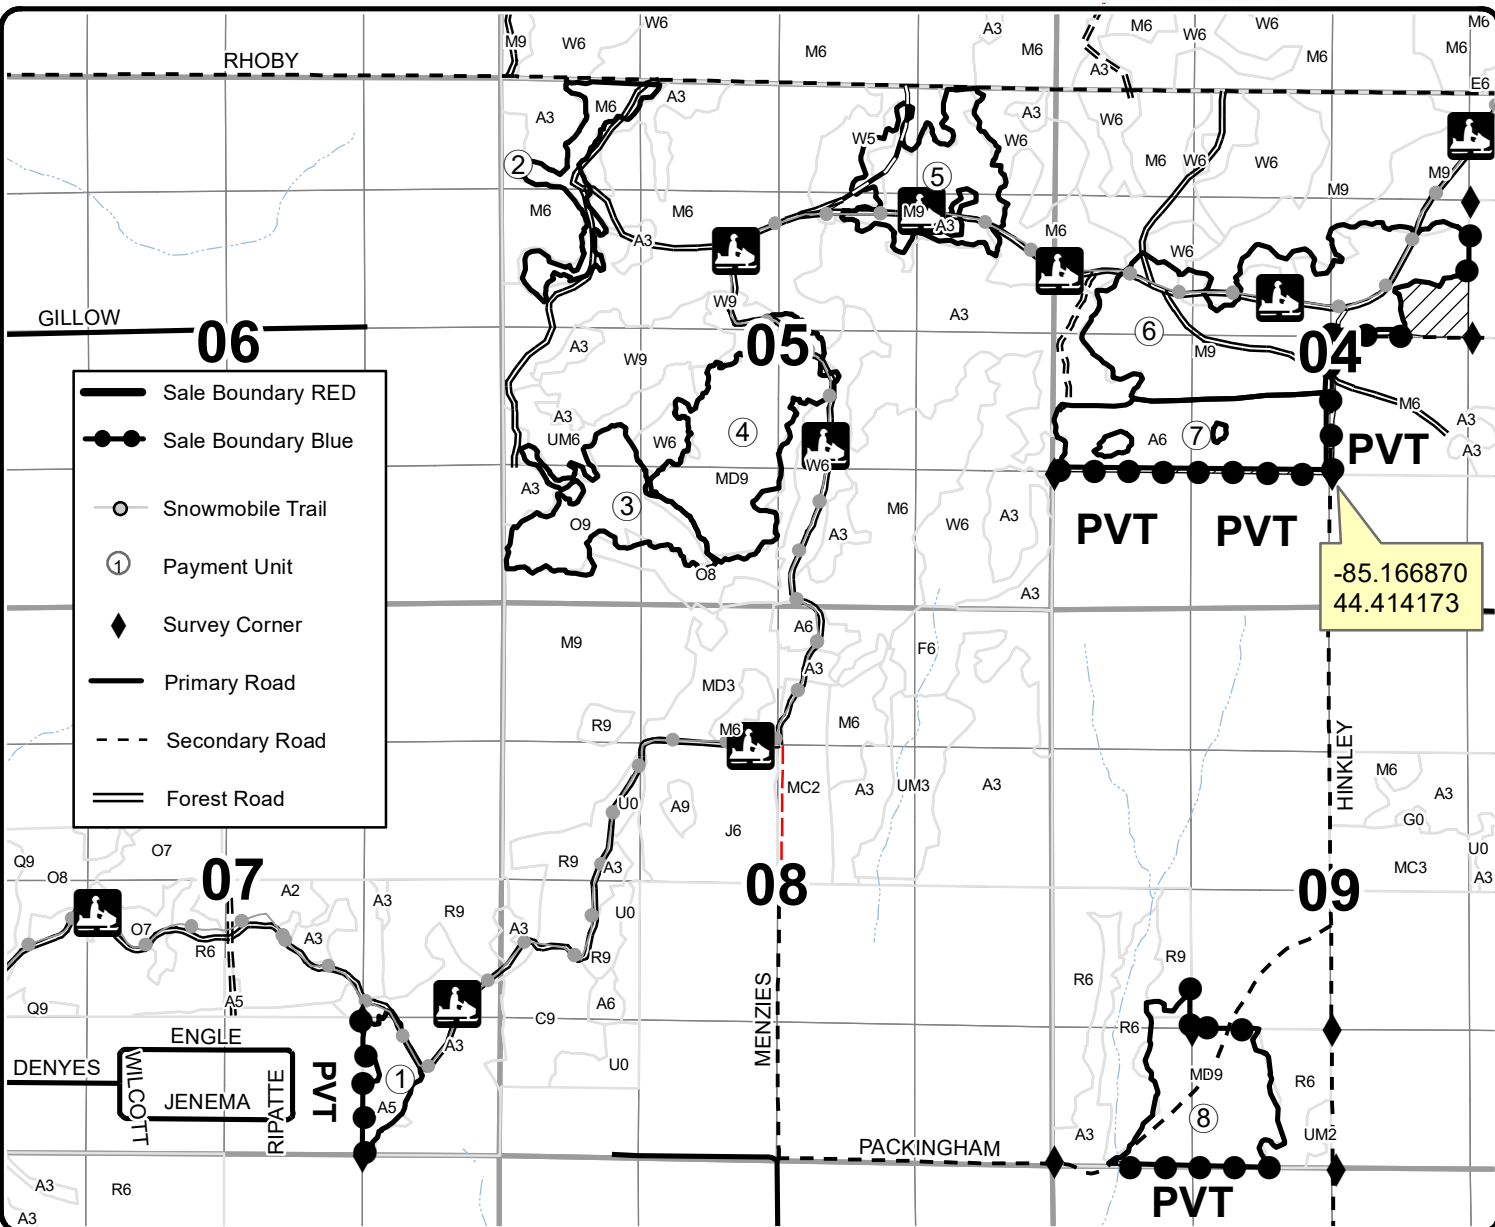 W6
A3
M6
M6
M9
W6
M6
M6
W6
W6
M6
M6
RHOBY
A3
E6
A3
M6
A3
A3
W6
W5
W6
M6
W6
W6
2
5
M9
M9
M6
M6
M9
A3
M6
A3
W6
W9
GILLOW
06
05
04
A3
6
M9
A3
W9
Sale Boundary RED
Sale Boundary Blue
Snowmobile Trail
1
Payment Unit
Survey Corner
Primary Road
Secondary Road
Forest Road
A3
UM6
W6
4
M6
A3
A3
A6
7
PVT
W6
MD9
A3
3
O9
M6
W6
A3
A3
PVT
PVT
O8
-85.166870
44.414173
A3
A6
M9
F6
A3
MD3
R9
M6
M6
HINKLEY
MC2
A3
UM3
A3
M6
A3
U0
A9
J6
G0
Q9
O7
O8
07
A2
R9
A3
08
09
MC3
U0
A3
A3
R9
U0
O7
R6
A3
A3
R9
R9
R6
Q9
A5
A6
C9
MENZIES
R6
ENGLE
DENYES
WILCOTT
JENEMA
RIPATTE
PVT
1
A5
A3
U0
MD9
R6
8
A3
UM2
PACKINGHAM
PVT
A3
R6
A3